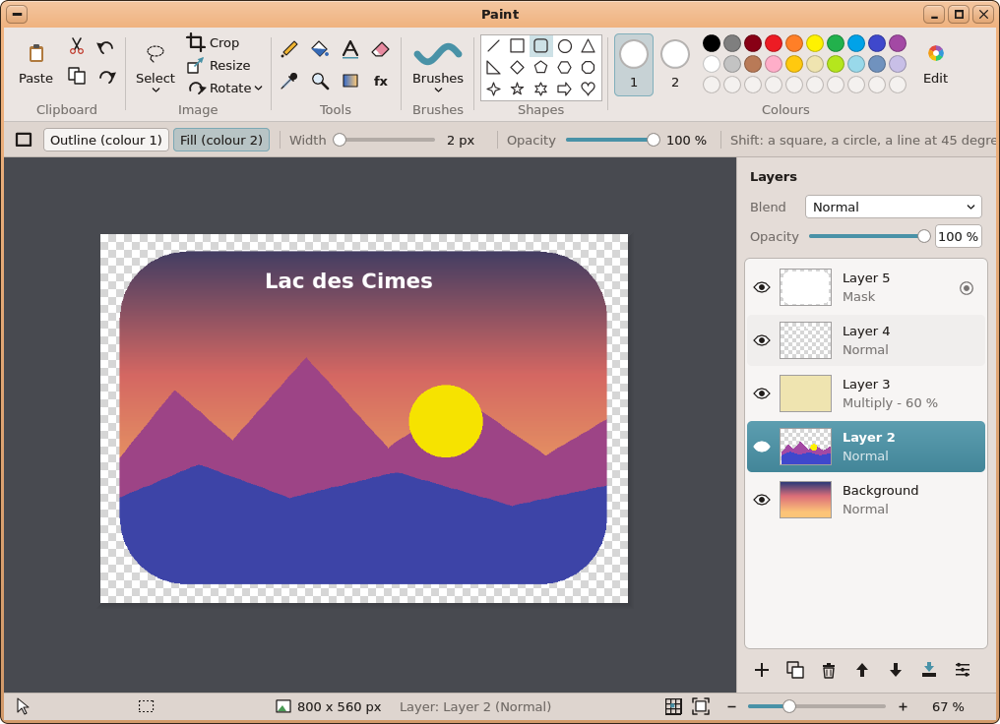 Paint
Paste
Select
Crop
Resize
Rotate
fx
Brushes
1
2
Edit
Clipboard
Image
Tools
Brushes
Shapes
Colours
Outline (colour 1)
Fill (colour 2)
Width
2 px
Opacity
100 %
Shift: a square, a circle, a line at 45 degre
Lac des Cimes
Layers
Blend
Normal
Opacity
100 %
Layer 5
Mask
Layer 4
Normal
Layer 3
Multiply - 60 %
Layer 2
Normal
Background
Normal
800 x 560 px
Layer: Layer 2 (Normal)
67 %